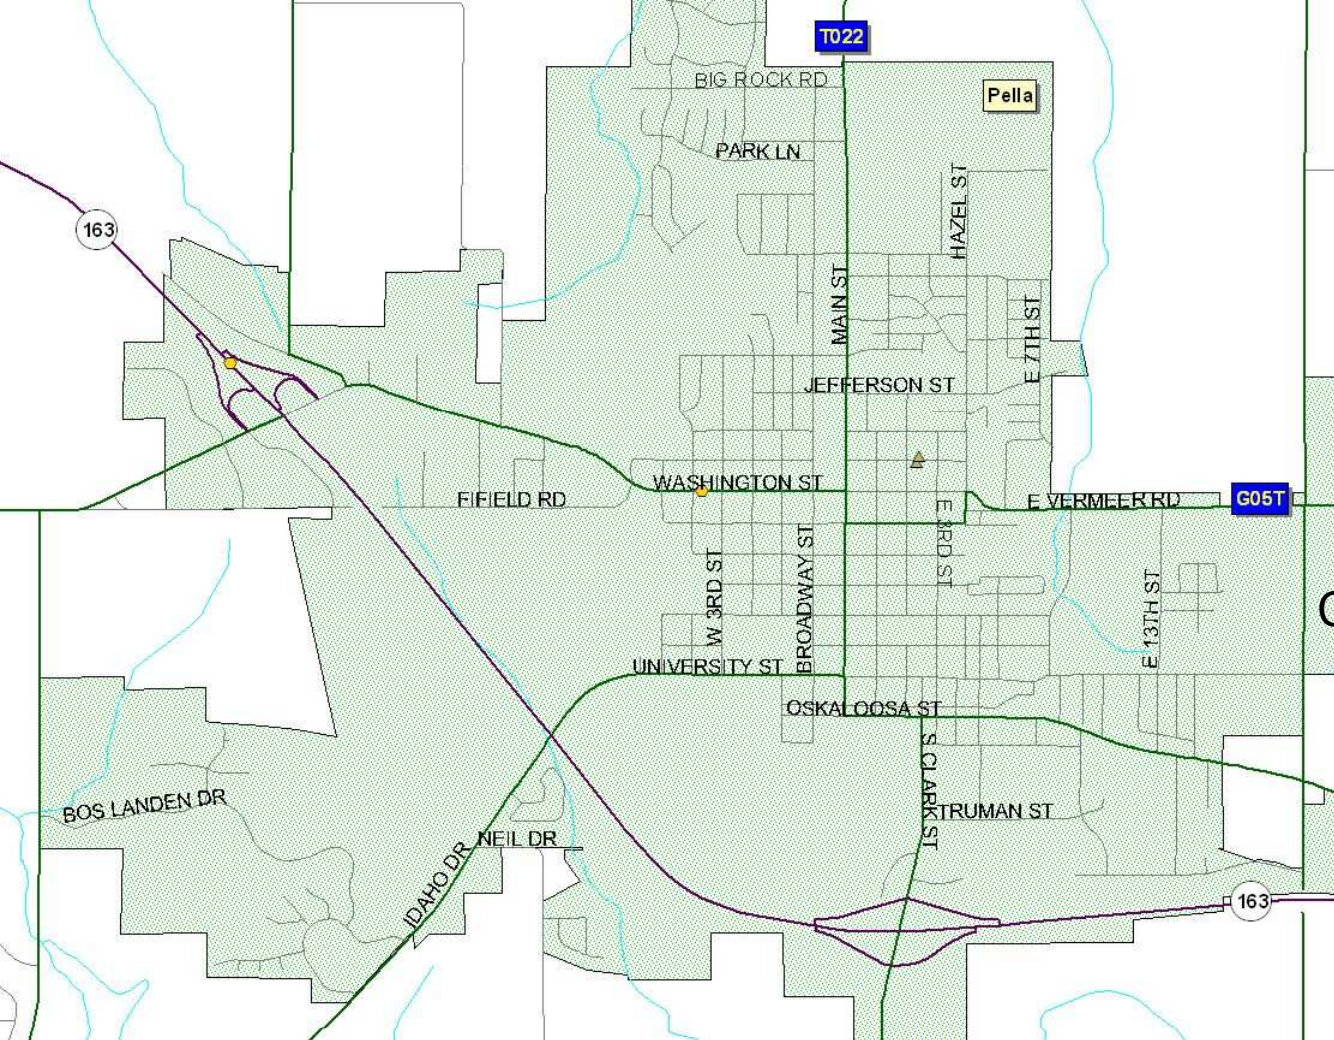 T022
BIG ROCK RD
Pella
PARK LN
HAZEL ST
163
MAIN ST
E 7TH ST
JEFFERSON ST
WASHINGTON ST
FIFIELD RD
E VERMEER RD
G05T
E 3RD ST
W 3RD ST
BROADWAY ST
E 13TH ST
UNIVERSITY ST
OSKALOOSA ST
S CLARK ST
BOS LANDEN DR
TRUMAN ST
NEIL DR
IDAHO DR
163